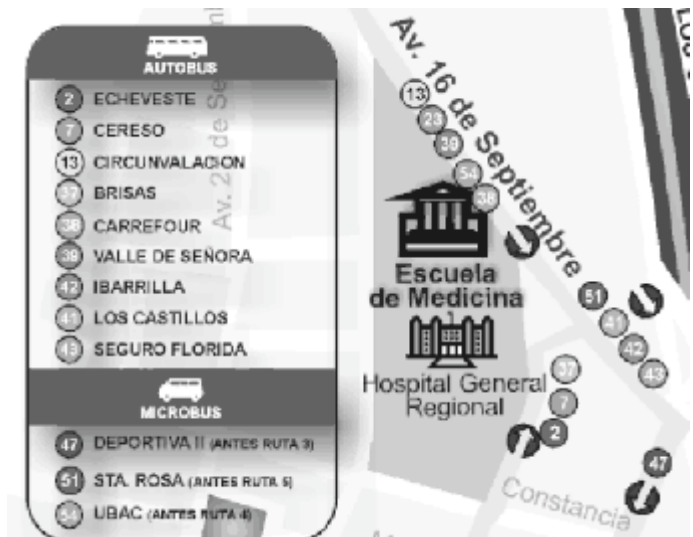 AUTOBUS
2 ECHEVESTE
7 CERESO
13 CIRCUNVALACION
37 BRISAS
38 CARREFOUR
39 VALLE DE SEÑORA
42 IBARRILLA
41 LOS CASTILLOS
43 SEGURO FLORIDA
MICROBUS
47 DEPORTIVA II (ANTES RUTA 3)
51 STA. ROSA (ANTES RUTA 5)
54 UBAC (ANTES RUTA 4)
Av. 16 de Septiembre
13
23
39
54
38
Escuela
de Medicina
Hospital General
Regional
51
41
42
43
37
7
2
47
Constancia